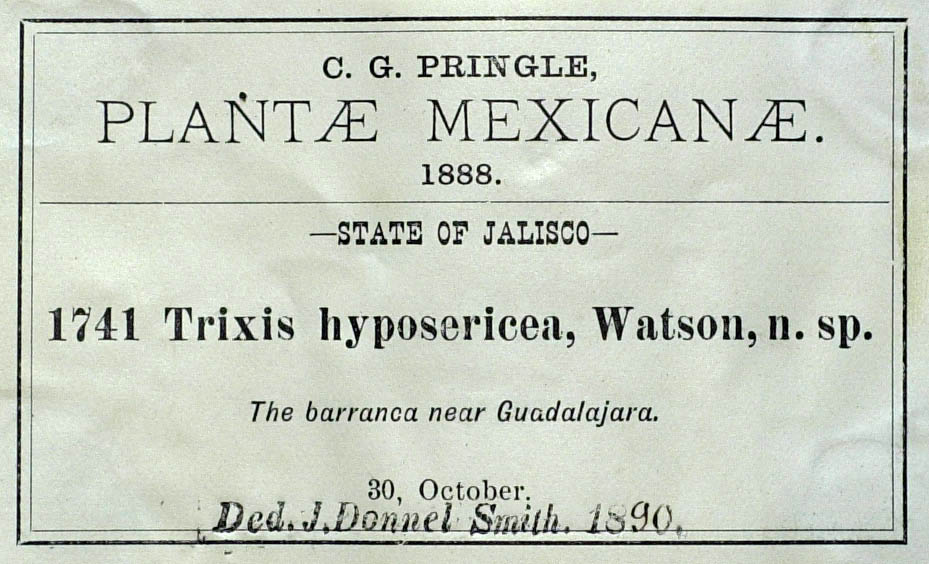 C. G. PRINGLE,
PLANTÆ MEXICANÆ.
1888.
—STATE OF JALISCO—
1741 Trixis hyposericea, Watson, n. sp.
The barranca near Guadalajara.
30, October.
Ded. J. Donnel Smith. 1890.